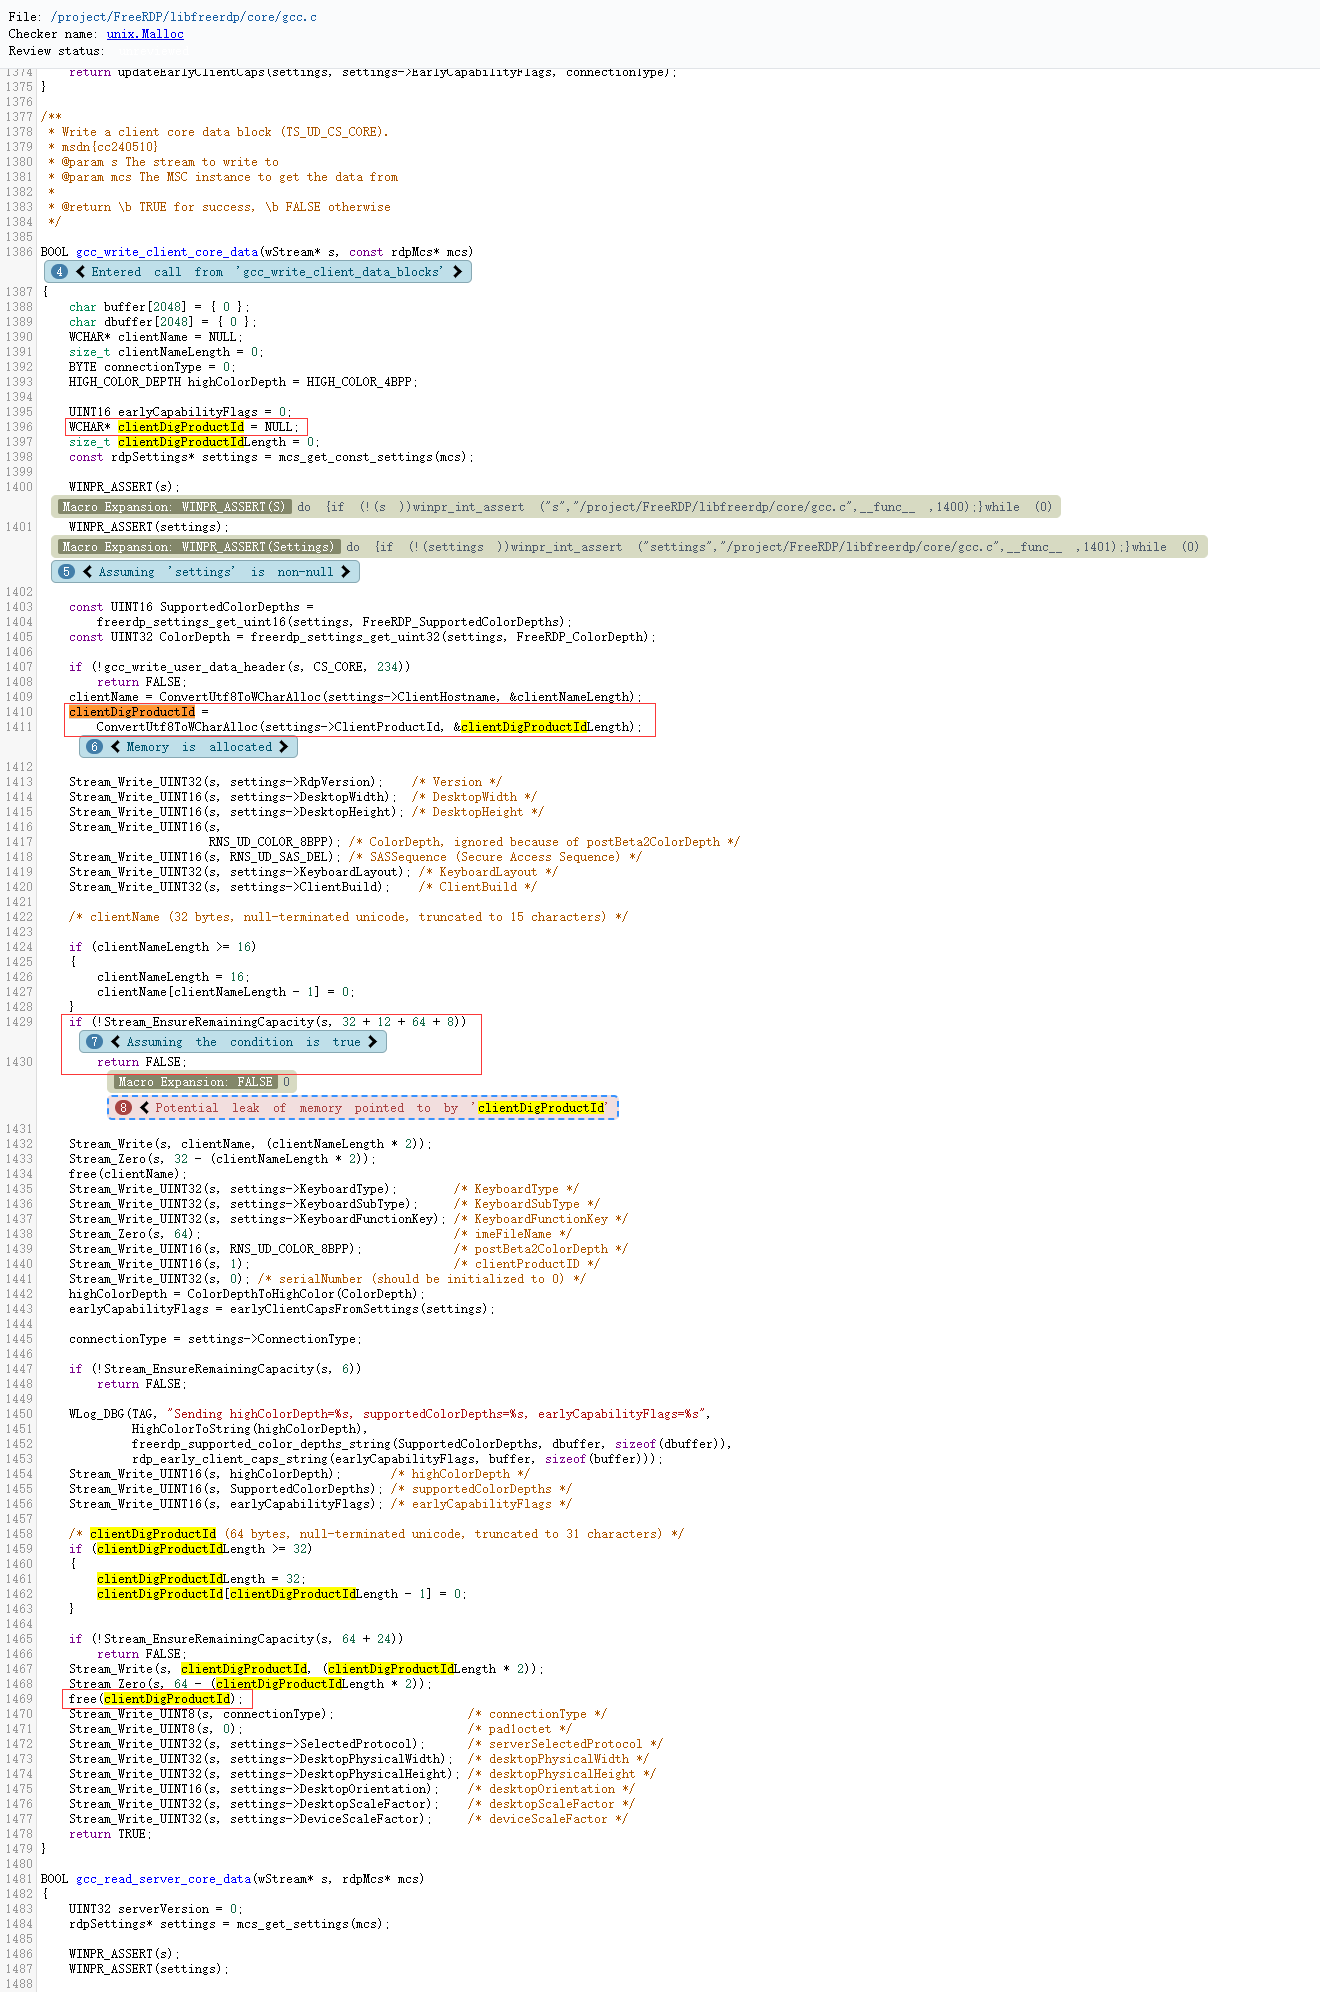 File: /project/FreeRDP/libfreerdp/core/gcc.c
Checker name: unix.Malloc
Review status:
1374     return updateEarlyClientCaps(settings, settings->EarlyCapabilityFlags, connectionType);
1375 }
1376
1377 /**
1378  * Write a client core data block (TS_UD_CS_CORE).
1379  * msdn{cc240510}
1380  * @param s The stream to write to
1381  * @param mcs The MSC instance to get the data from
1382  *
1383  * @return \b TRUE for success, \b FALSE otherwise
1384  */
1385
1386 BOOL gcc_write_client_core_data(wStream* s, const rdpMcs* mcs)
4 Entered call from 'gcc_write_client_data_blocks'
1387 {
1388     char buffer[2048] = { 0 };
1389     char dbuffer[2048] = { 0 };
1390     WCHAR* clientName = NULL;
1391     size_t clientNameLength = 0;
1392     BYTE connectionType = 0;
1393     HIGH_COLOR_DEPTH highColorDepth = HIGH_COLOR_4BPP;
1394
1395     UINT16 earlyCapabilityFlags = 0;
1396     WCHAR* clientDigProductId = NULL;
1397     size_t clientDigProductIdLength = 0;
1398     const rdpSettings* settings = mcs_get_const_settings(mcs);
1399
1400     WINPR_ASSERT(s);
Macro Expansion: WINPR_ASSERT(S) do {if (!(s ))winpr_int_assert ("s","/project/FreeRDP/libfreerdp/core/gcc.c",__func__ ,1400);}while (0)
1401     WINPR_ASSERT(settings);
Macro Expansion: WINPR_ASSERT(Settings) do {if (!(settings ))winpr_int_assert ("settings","/project/FreeRDP/libfreerdp/core/gcc.c",__func__ ,1401);}while (0)
5 Assuming 'settings' is non-null
1402
1403     const UINT16 SupportedColorDepths =
1404         freerdp_settings_get_uint16(settings, FreeRDP_SupportedColorDepths);
1405     const UINT32 ColorDepth = freerdp_settings_get_uint32(settings, FreeRDP_ColorDepth);
1406
1407     if (!gcc_write_user_data_header(s, CS_CORE, 234))
1408         return FALSE;
1409     clientName = ConvertUtf8ToWCharAlloc(settings->ClientHostname, &clientNameLength);
1410     clientDigProductId =
1411         ConvertUtf8ToWCharAlloc(settings->ClientProductId, &clientDigProductIdLength);
6 Memory is allocated
1412
1413     Stream_Write_UINT32(s, settings->RdpVersion);    /* Version */
1414     Stream_Write_UINT16(s, settings->DesktopWidth);  /* DesktopWidth */
1415     Stream_Write_UINT16(s, settings->DesktopHeight); /* DesktopHeight */
1416     Stream_Write_UINT16(s,
1417                         RNS_UD_COLOR_8BPP); /* ColorDepth, ignored because of postBeta2ColorDepth */
1418     Stream_Write_UINT16(s, RNS_UD_SAS_DEL); /* SASSequence (Secure Access Sequence) */
1419     Stream_Write_UINT32(s, settings->KeyboardLayout); /* KeyboardLayout */
1420     Stream_Write_UINT32(s, settings->ClientBuild);    /* ClientBuild */
1421
1422     /* clientName (32 bytes, null-terminated unicode, truncated to 15 characters) */
1423
1424     if (clientNameLength >= 16)
1425     {
1426         clientNameLength = 16;
1427         clientName[clientNameLength - 1] = 0;
1428     }
1429     if (!Stream_EnsureRemainingCapacity(s, 32 + 12 + 64 + 8))
7 Assuming the condition is true
1430         return FALSE;
Macro Expansion: FALSE 0
8 Potential leak of memory pointed to by 'clientDigProductId'
1431
1432     Stream_Write(s, clientName, (clientNameLength * 2));
1433     Stream_Zero(s, 32 - (clientNameLength * 2));
1434     free(clientName);
1435     Stream_Write_UINT32(s, settings->KeyboardType);        /* KeyboardType */
1436     Stream_Write_UINT32(s, settings->KeyboardSubType);     /* KeyboardSubType */
1437     Stream_Write_UINT32(s, settings->KeyboardFunctionKey); /* KeyboardFunctionKey */
1438     Stream_Zero(s, 64);                                    /* imeFileName */
1439     Stream_Write_UINT16(s, RNS_UD_COLOR_8BPP);             /* postBeta2ColorDepth */
1440     Stream_Write_UINT16(s, 1);                             /* clientProductID */
1441     Stream_Write_UINT32(s, 0); /* serialNumber (should be initialized to 0) */
1442     highColorDepth = ColorDepthToHighColor(ColorDepth);
1443     earlyCapabilityFlags = earlyClientCapsFromSettings(settings);
1444
1445     connectionType = settings->ConnectionType;
1446
1447     if (!Stream_EnsureRemainingCapacity(s, 6))
1448         return FALSE;
1449
1450     WLog_DBG(TAG, "Sending highColorDepth=%s, supportedColorDepths=%s, earlyCapabilityFlags=%s",
1451              HighColorToString(highColorDepth),
1452              freerdp_supported_color_depths_string(SupportedColorDepths, dbuffer, sizeof(dbuffer)),
1453              rdp_early_client_caps_string(earlyCapabilityFlags, buffer, sizeof(buffer)));
1454     Stream_Write_UINT16(s, highColorDepth);       /* highColorDepth */
1455     Stream_Write_UINT16(s, SupportedColorDepths); /* supportedColorDepths */
1456     Stream_Write_UINT16(s, earlyCapabilityFlags); /* earlyCapabilityFlags */
1457
1458     /* clientDigProductId (64 bytes, null-terminated unicode, truncated to 31 characters) */
1459     if (clientDigProductIdLength >= 32)
1460     {
1461         clientDigProductIdLength = 32;
1462         clientDigProductId[clientDigProductIdLength - 1] = 0;
1463     }
1464
1465     if (!Stream_EnsureRemainingCapacity(s, 64 + 24))
1466         return FALSE;
1467     Stream_Write(s, clientDigProductId, (clientDigProductIdLength * 2));
1468     Stream_Zero(s, 64 - (clientDigProductIdLength * 2));
1469     free(clientDigProductId);
1470     Stream_Write_UINT8(s, connectionType);                   /* connectionType */
1471     Stream_Write_UINT8(s, 0);                                /* pad1octet */
1472     Stream_Write_UINT32(s, settings->SelectedProtocol);      /* serverSelectedProtocol */
1473     Stream_Write_UINT32(s, settings->DesktopPhysicalWidth);  /* desktopPhysicalWidth */
1474     Stream_Write_UINT32(s, settings->DesktopPhysicalHeight); /* desktopPhysicalHeight */
1475     Stream_Write_UINT16(s, settings->DesktopOrientation);    /* desktopOrientation */
1476     Stream_Write_UINT32(s, settings->DesktopScaleFactor);    /* desktopScaleFactor */
1477     Stream_Write_UINT32(s, settings->DeviceScaleFactor);     /* deviceScaleFactor */
1478     return TRUE;
1479 }
1480
1481 BOOL gcc_read_server_core_data(wStream* s, rdpMcs* mcs)
1482 {
1483     UINT32 serverVersion = 0;
1484     rdpSettings* settings = mcs_get_settings(mcs);
1485
1486     WINPR_ASSERT(s);
1487     WINPR_ASSERT(settings);
1488